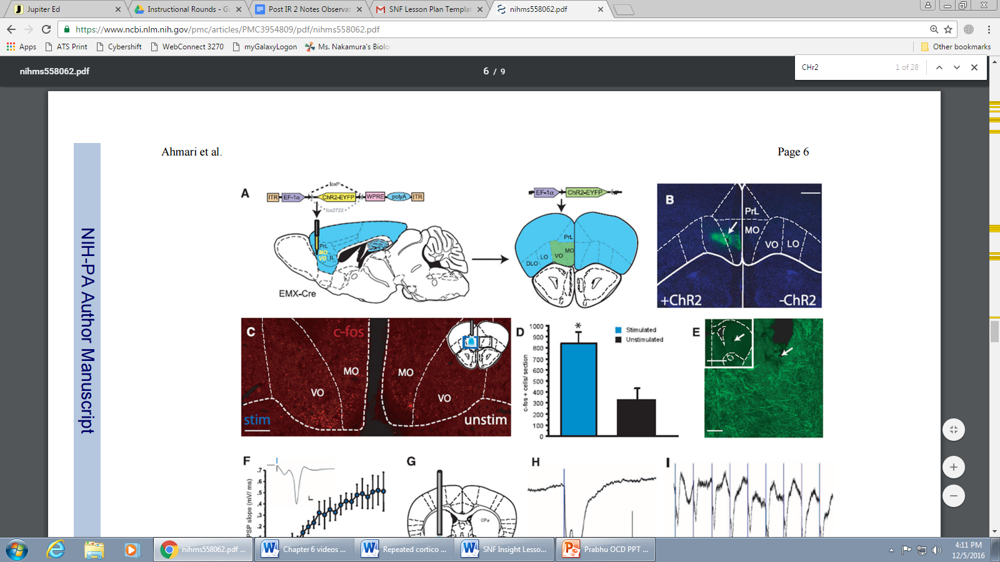 Jupiter Ed
Instructional Rounds - Go
Post IR 2 Notes Observat
SNF Lesson Plan Templat
nihms558062.pdf
https://www.ncbi.nlm.nih.gov/pmc/articles/PMC3954809/pdf/nihms558062.pdf
Apps ATS Print Cybershift WebConnect 3270 myGalaxyLogon Ms. Nakamura's Biolo Other bookmarks
nihms558062.pdf
6 / 9
CHr2 1 of 28
NIH-PA Author Manuscript
Ahmari et al. Page 6
A
loxP
ITR EF-1α ChR2-EYFP WPRE polyA ITR
lox2722
PrL
MO
VO IL
EMX-Cre
EF-1α ChR2-EYFP
PrL
MO
VO
LO
DLO
B
PrL
MO
VO LO
+ChR2 -ChR2
C c-fos
MO MO
VO VO
stim unstim
D
*
Stimulated
Unstimulated
c-fos + cells/ section
1000
900
800
700
600
500
400
300
200
100
0
E
F
.7
.6
.5
.4
.3
.2
PSP slope (mV/ ms)
G
CPu
H
I
nihms558062.pdf ...
Chapter 6 videos ...
Repeated cortico ...
SNF Insight Lesso...
Prabhu OCD PPT ...
4:11 PM
12/5/2016